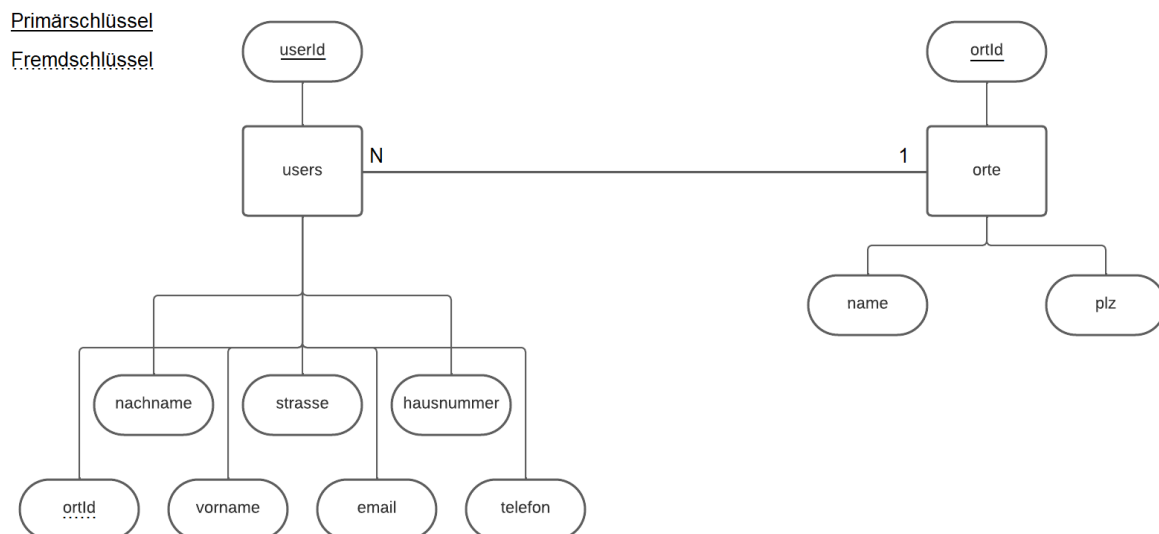 Primärschlüssel
Fremdschlüssel
userId
ortId
users
N
1
orte
name
plz
nachname
strasse
hausnummer
ortId
vorname
email
telefon